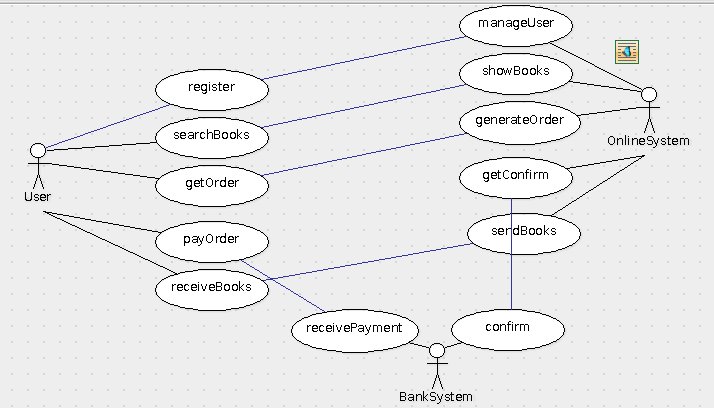 manageUser
register
showBooks
searchBooks
generateOrder
OnlineSystem
getConfirm
getOrder
User
sendBooks
payOrder
receiveBooks
receivePayment
confirm
BankSystem